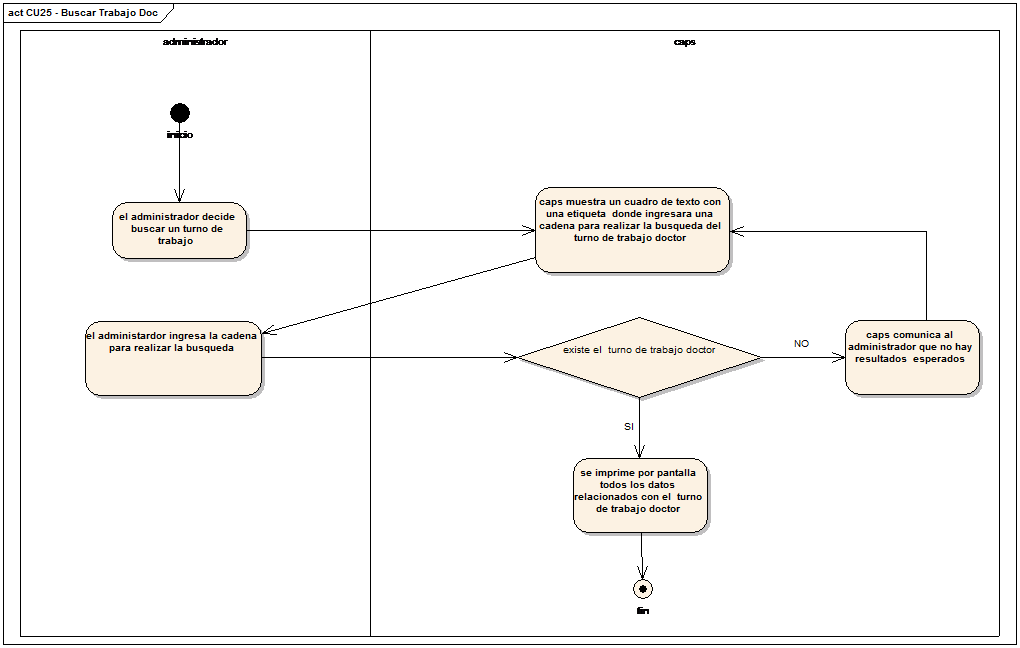 act CU25 - Buscar Trabajo Doc
administrador
caps
inicio
el administrador decide
buscar un turno de
trabajo
caps muestra un cuadro de texto con
una etiqueta donde ingresara una
cadena para realizar la busqueda del
turno de trabajo doctor
el administardor ingresa la cadena
para realizar la busqueda
existe el turno de trabajo doctor
NO
caps comunica al
administrador que no hay
resultados esperados
SI
se imprime por pantalla
todos los datos
relacionados con el turno
de trabajo doctor
fin